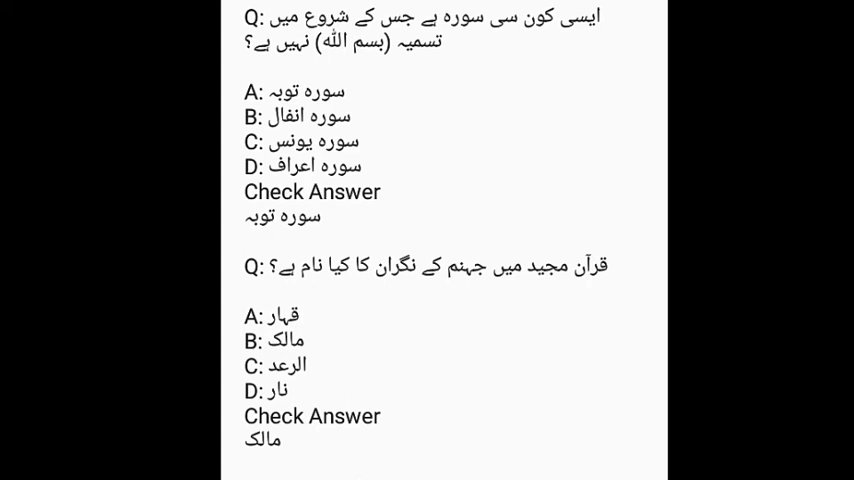 Q: ایسی کون سی سورہ ہے جس کے شروع میں
تسمیہ (بسم اللہ) نہیں ہے؟
A: سورہ توبہ
B: سورہ انفال
C: سورہ یونس
D: سورہ اعراف
Check Answer
سورہ توبہ
Q: قرآن مجید میں جہنم کے نگران کا کیا نام ہے؟
A: قہار
B: مالک
C: الرعد
D: نار
Check Answer
مالک